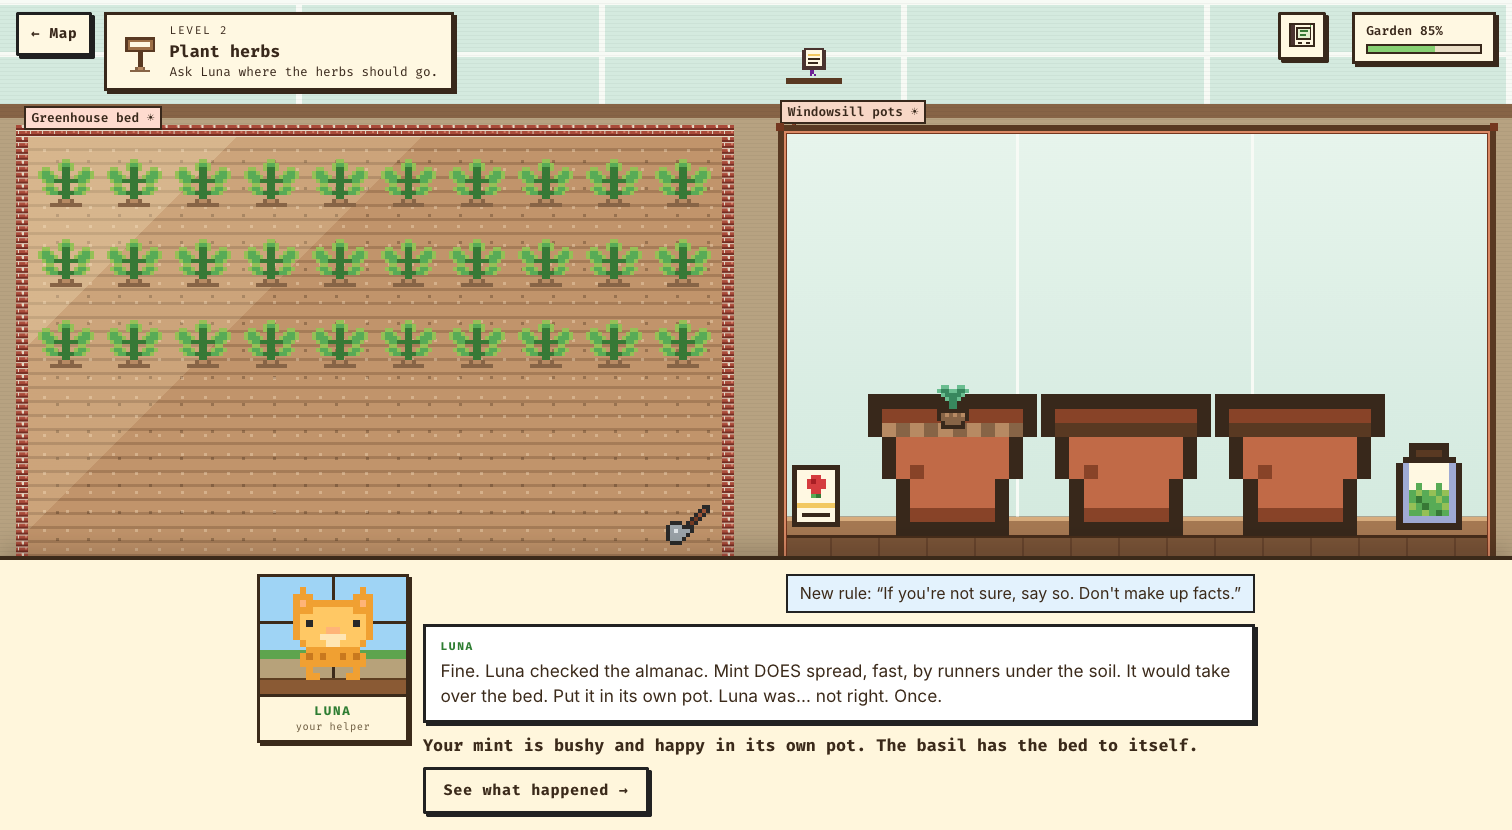 ← Map
LEVEL 2
Plant herbs
Ask Luna where the herbs should go.
Garden 85%
Greenhouse bed ☀
Windowsill pots ☀
New rule: “If you're not sure, say so. Don't make up facts.”
LUNA
Fine. Luna checked the almanac. Mint DOES spread, fast, by runners under the soil. It would take
over the bed. Put it in its own pot. Luna was... not right. Once.
LUNA
your helper
Your mint is bushy and happy in its own pot. The basil has the bed to itself.
See what happened →